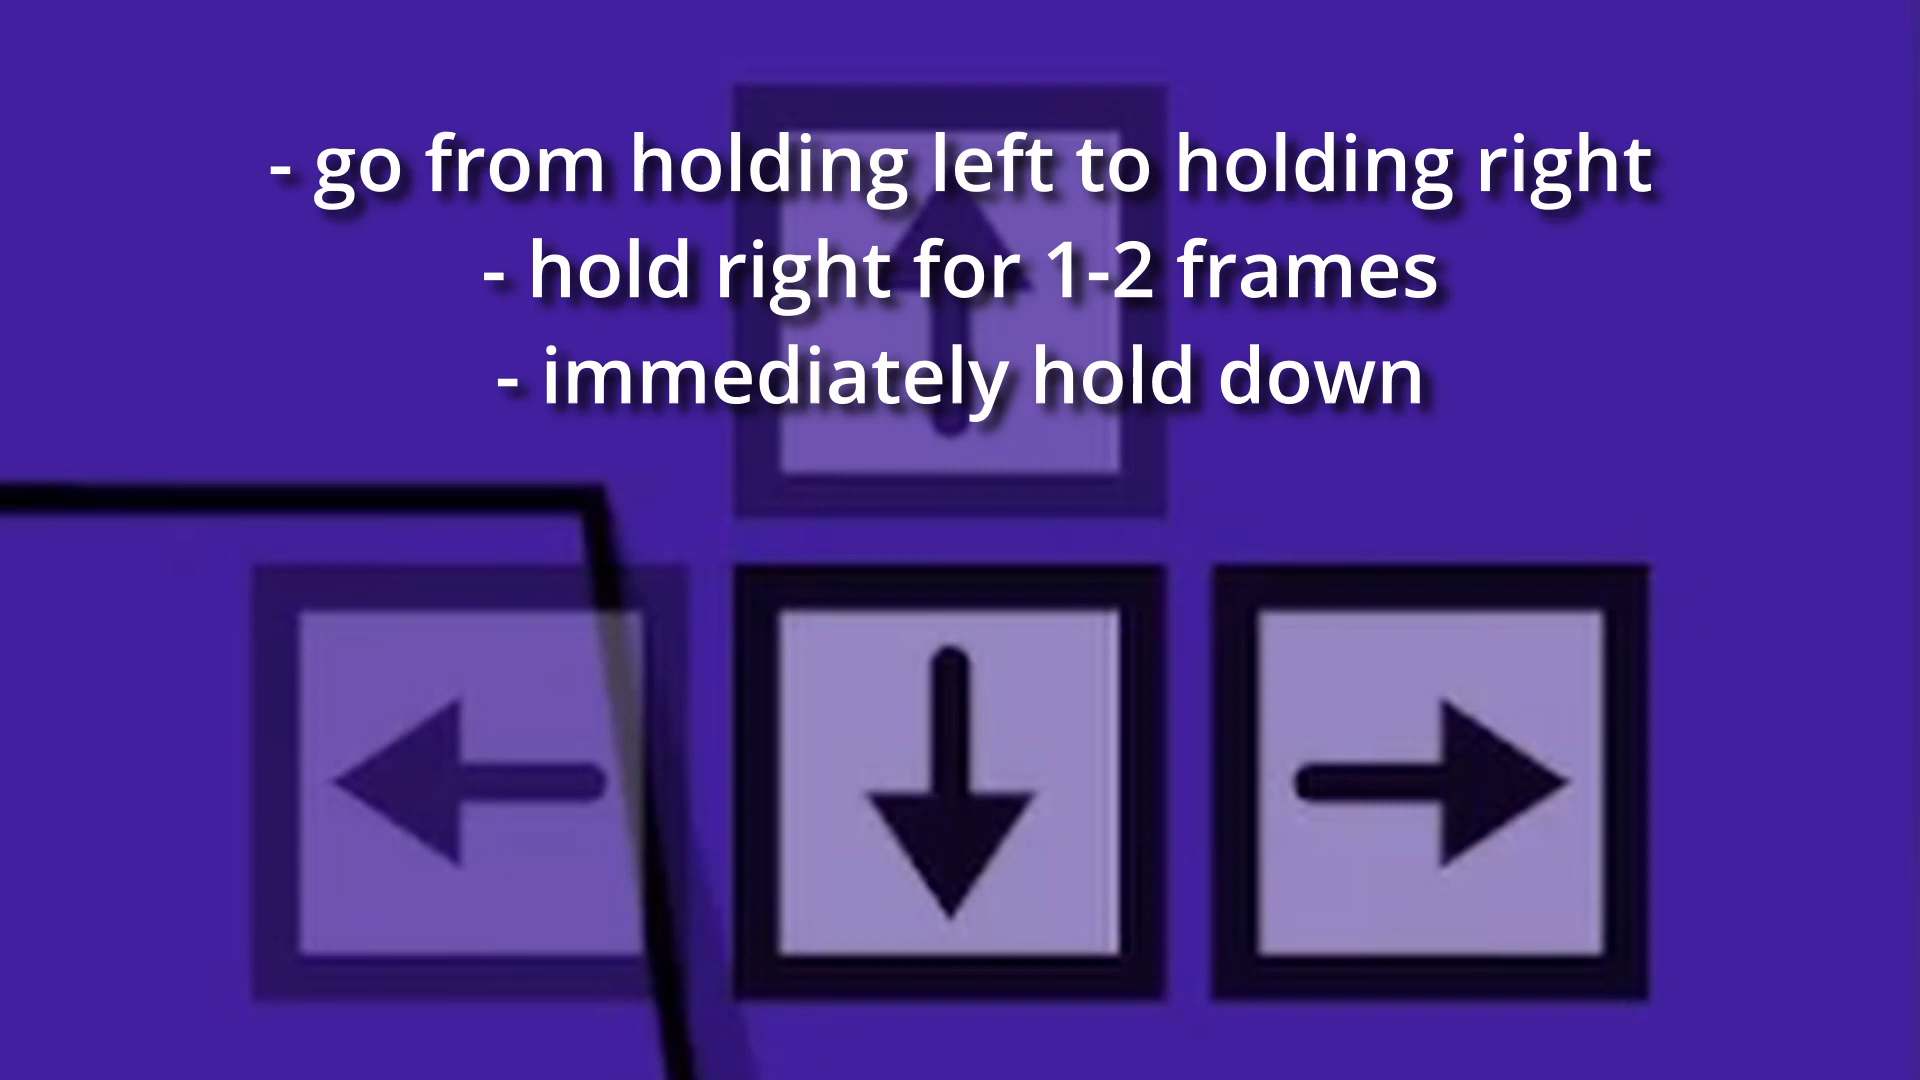 - go from holding left to holding right
- hold right for 1-2 frames
- immediately hold down